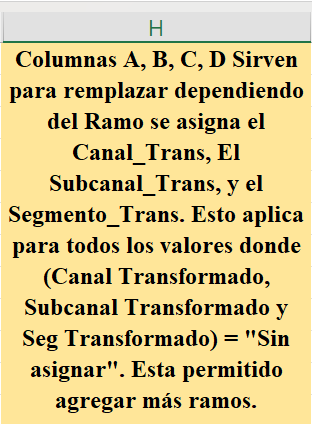 H
Columnas A, B, C, D Sirven
para remplazar dependiendo
del Ramo se asigna el
Canal_Trans, El
Subcanal_Trans, y el
Segmento_Trans. Esto aplica
para todos los valores donde
(Canal Transformado,
Subcanal Transformado y
Seg Transformado) = "Sin
asignar". Esta permitido
agregar más ramos.